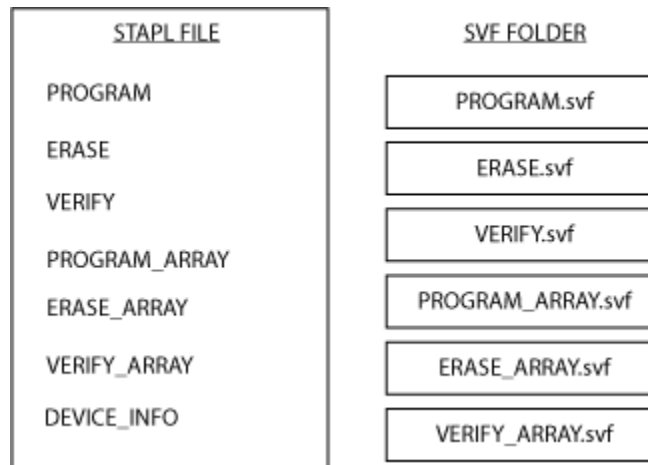 STAPL FILE
PROGRAM
ERASE
VERIFY
PROGRAM_ARRAY
ERASE_ARRAY
VERIFY_ARRAY
DEVICE_INFO
SVF FOLDER
PROGRAM.svf
ERASE.svf
VERIFY.svf
PROGRAM_ARRAY.svf
ERASE_ARRAY.svf
VERIFY_ARRAY.svf